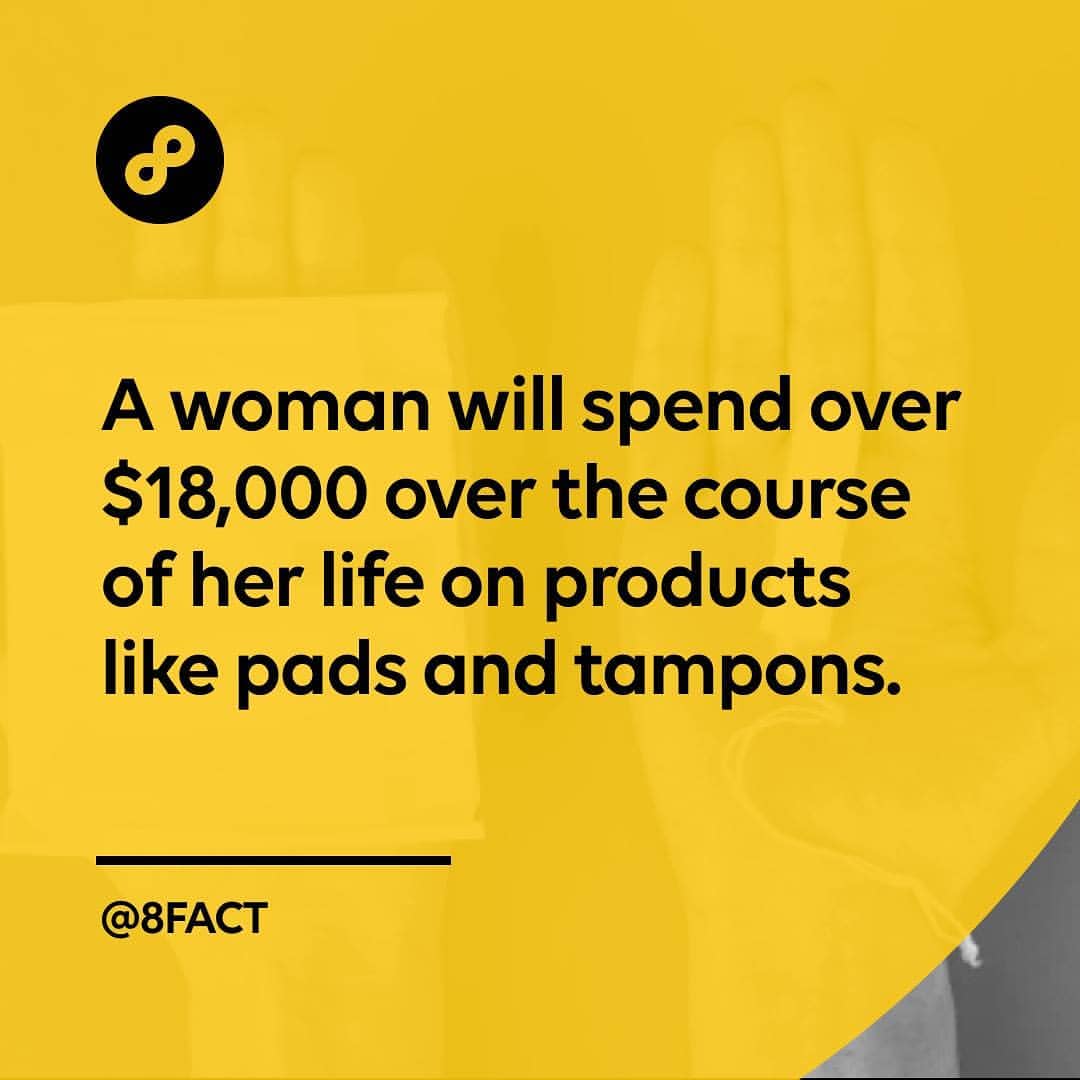 A woman will spend over
$18,000 over the course
of her life on products
like pads and tampons.
@8FACT